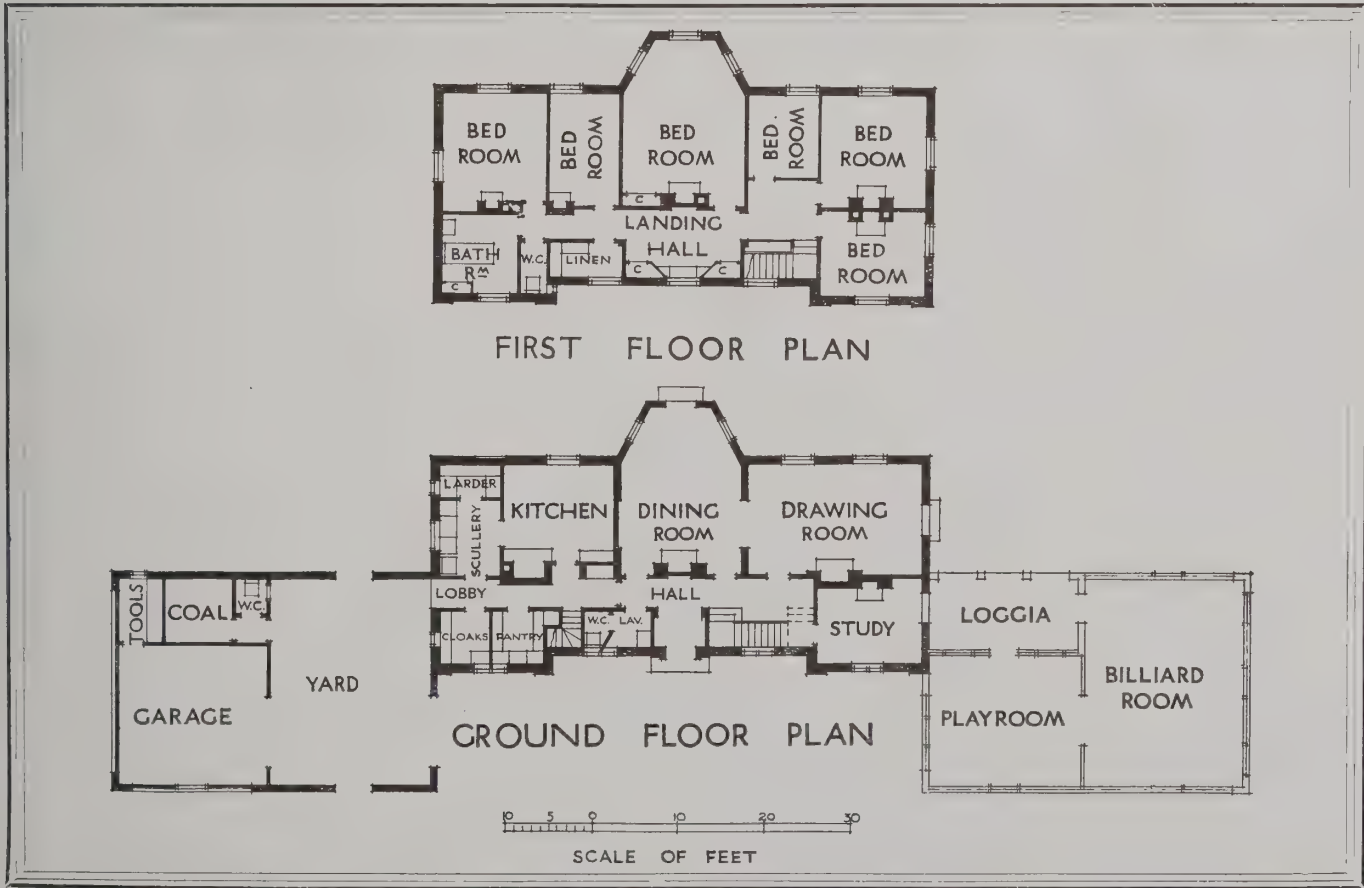 BED
ROOM
BED
ROOM
BED
ROOM
BED.
ROOM
BED
ROOM
C
LANDING
HALL
BATH
RM
W.C.
LINEN
C
C
C
BED
ROOM
FIRST FLOOR PLAN
LARDER
SCULLERY
KITCHEN
DINING
ROOM
DRAWING
ROOM
TOOLS
COAL
W.C.
LOBBY
HALL
CLOAKS
PANTRY
W.C.
LAV.
STUDY
LOGGIA
YARD
GARAGE
PLAYROOM
BILLIARD
ROOM
GROUND FLOOR PLAN
10 5 0 10 20 30
SCALE OF FEET